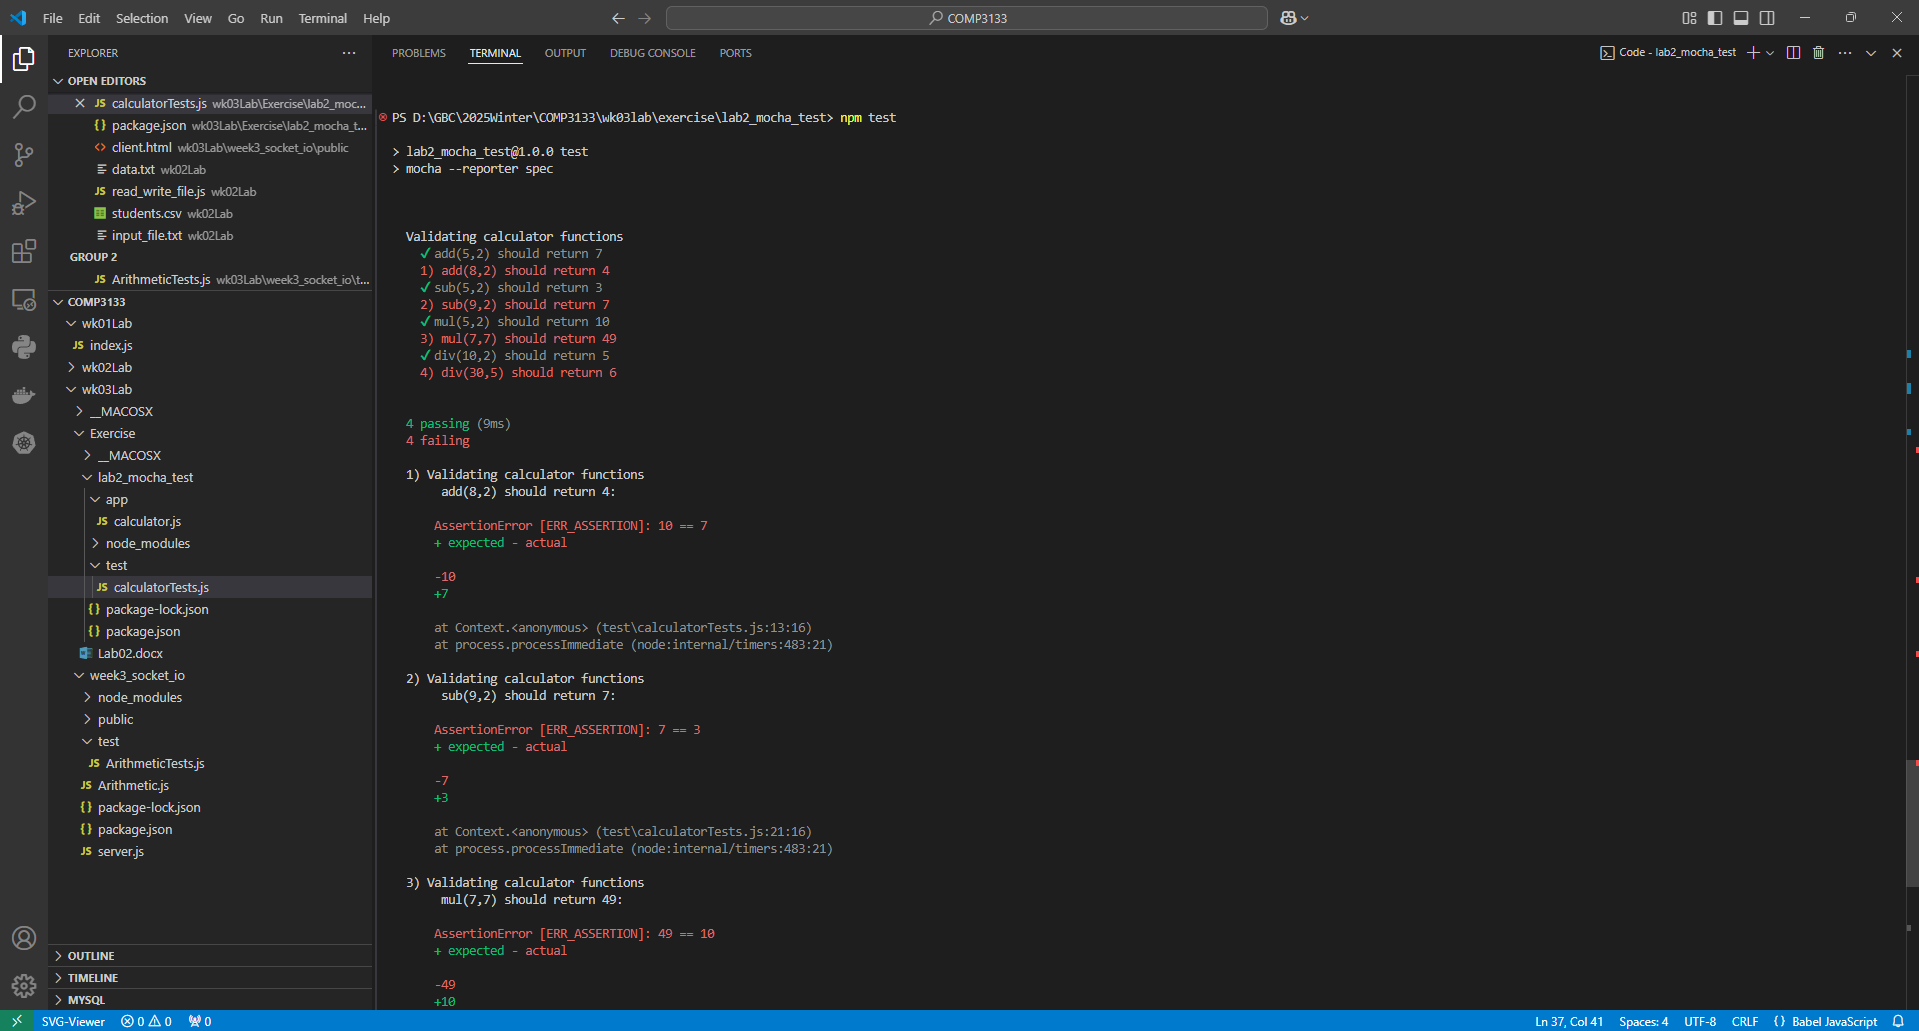 File Edit Selection View Go Run Terminal Help
COMP3133
EXPLORER
OPEN EDITORS
JS calculatorTests.js wk03Lab\Exercise\lab2_moc...
{} package.json wk03Lab\Exercise\lab2_mocha_t...
<> client.html wk03Lab\week3_socket_io\public
data.txt wk02Lab
JS read_write_file.js wk02Lab
students.csv wk02Lab
input_file.txt wk02Lab
GROUP 2
JS ArithmeticTests.js wk03Lab\week3_socket_io\t...
COMP3133
wk01Lab
JS index.js
wk02Lab
wk03Lab
__MACOSX
Exercise
__MACOSX
lab2_mocha_test
app
JS calculator.js
node_modules
test
JS calculatorTests.js
{} package-lock.json
{} package.json
Lab02.docx
week3_socket_io
node_modules
public
test
JS ArithmeticTests.js
JS Arithmetic.js
{} package-lock.json
{} package.json
JS server.js
OUTLINE
TIMELINE
MYSQL
PROBLEMS TERMINAL OUTPUT DEBUG CONSOLE PORTS
Code - lab2_mocha_test
PS D:\GBC\2025Winter\COMP3133\wk03lab\exercise\lab2_mocha_test> npm test
> lab2_mocha_test@1.0.0 test
> mocha --reporter spec
Validating calculator functions
✓ add(5,2) should return 7
1) add(8,2) should return 4
✓ sub(5,2) should return 3
2) sub(9,2) should return 7
✓ mul(5,2) should return 10
3) mul(7,7) should return 49
✓ div(10,2) should return 5
4) div(30,5) should return 6
4 passing (9ms)
4 failing
1) Validating calculator functions
add(8,2) should return 4:
AssertionError [ERR_ASSERTION]: 10 == 7
+ expected - actual
-10
+7
at Context.<anonymous> (test\calculatorTests.js:13:16)
at process.processImmediate (node:internal/timers:483:21)
2) Validating calculator functions
sub(9,2) should return 7:
AssertionError [ERR_ASSERTION]: 7 == 3
+ expected - actual
-7
+3
at Context.<anonymous> (test\calculatorTests.js:21:16)
at process.processImmediate (node:internal/timers:483:21)
3) Validating calculator functions
mul(7,7) should return 49:
AssertionError [ERR_ASSERTION]: 49 == 10
+ expected - actual
-49
+10
SVG-Viewer 0 0 0 Ln 37, Col 41 Spaces: 4 UTF-8 CRLF {} Babel JavaScript